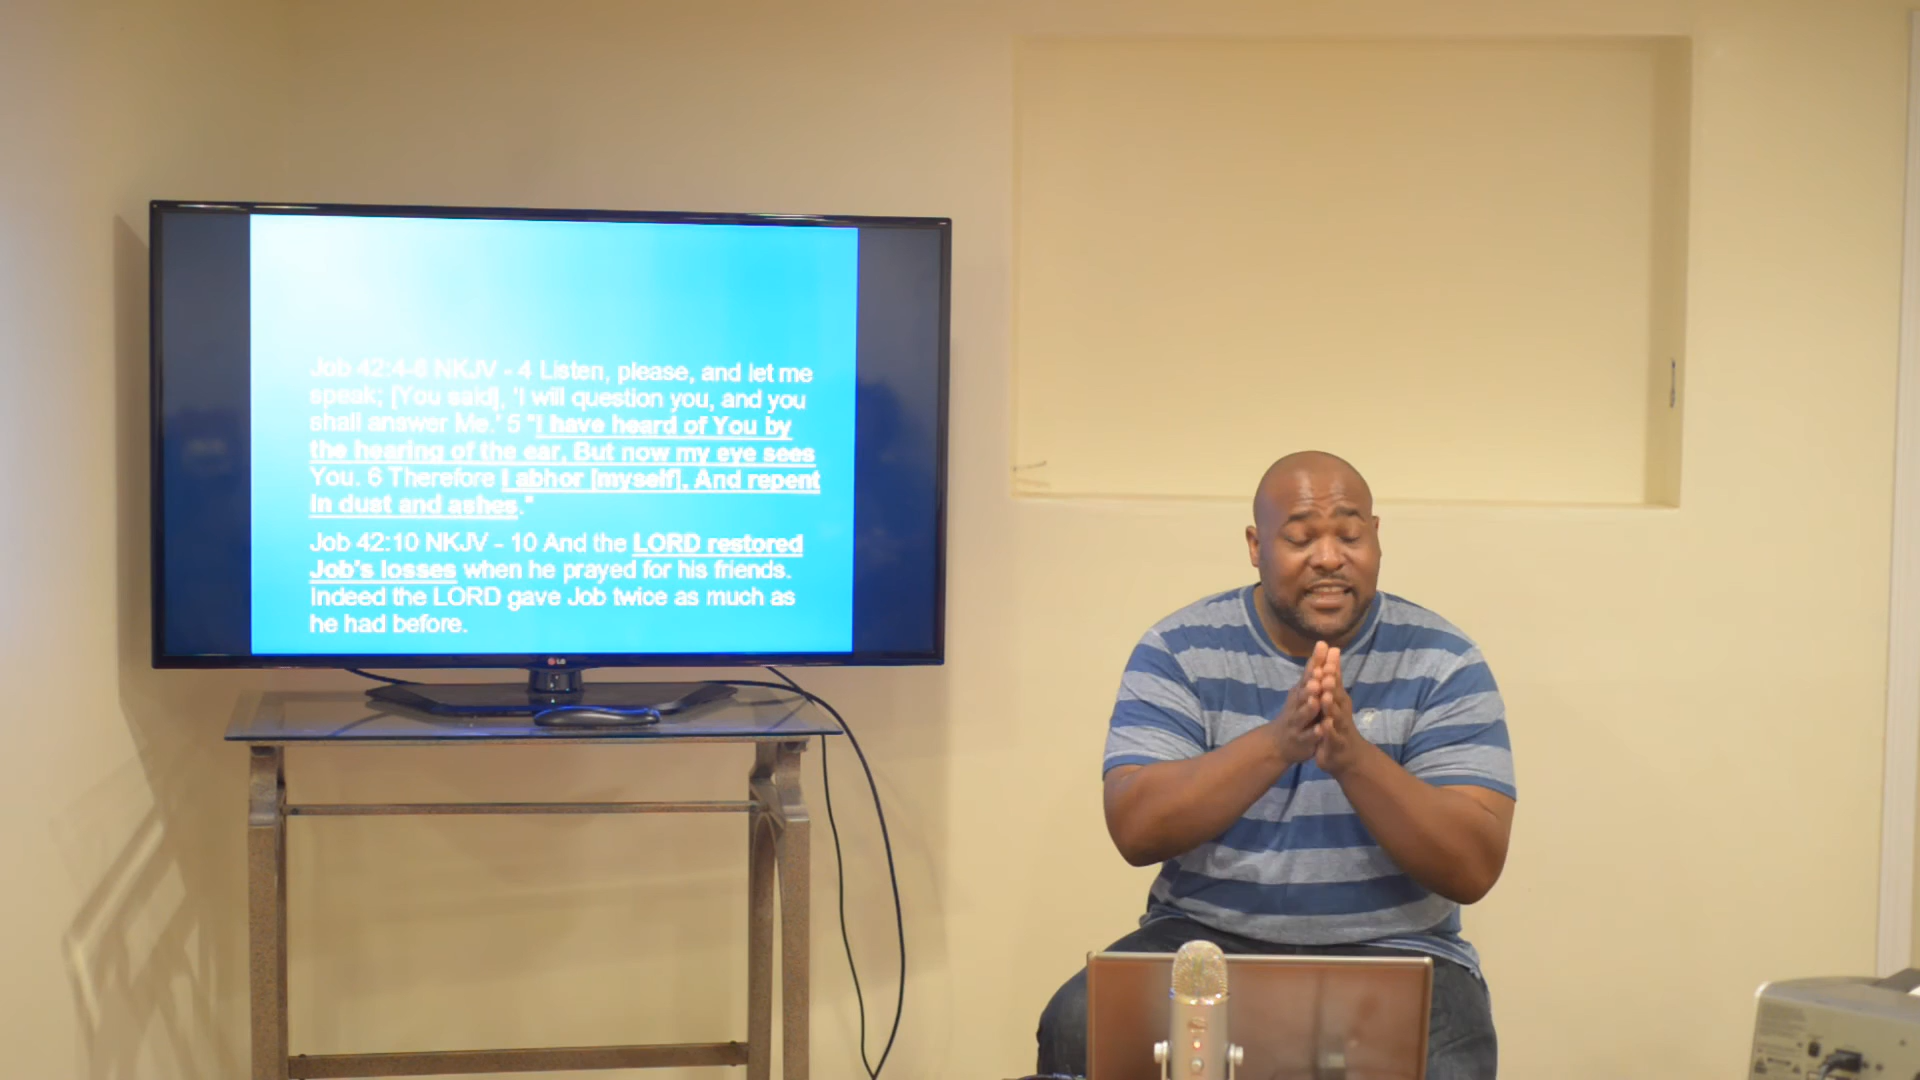 Job 42:4-6 NKJV - 4 Listen, please, and let me
speak; [You said], 'I will question you, and you
shall answer Me.' 5 "I have heard of You by
the hearing of the ear, But now my eye sees
You. 6 Therefore I abhor [myself], And repent
in dust and ashes."
Job 42:10 NKJV - 10 And the LORD restored
Job's losses when he prayed for his friends.
Indeed the LORD gave Job twice as much as
he had before.
LG